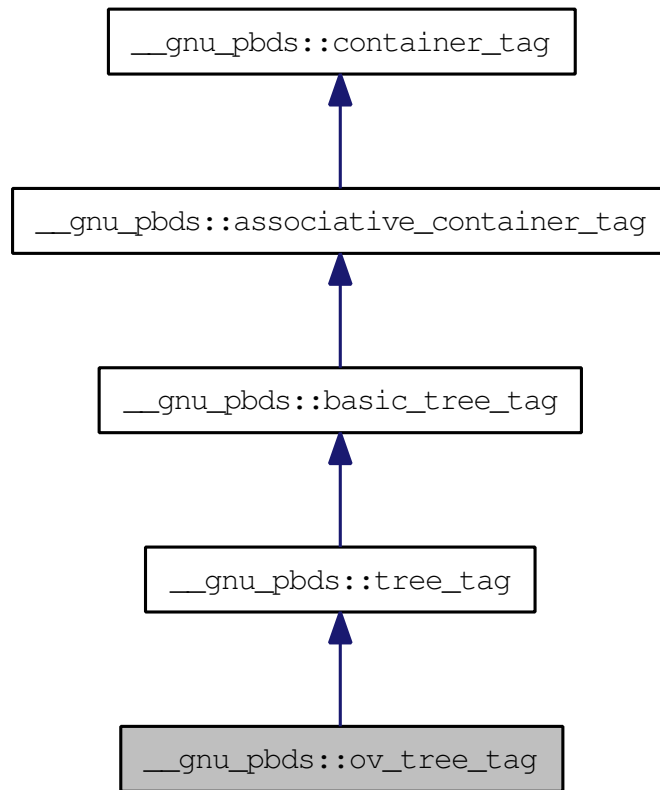 __gnu_pbds::container_tag
__gnu_pbds::associative_container_tag
__gnu_pbds::basic_tree_tag
__gnu_pbds::tree_tag
__gnu_pbds::ov_tree_tag